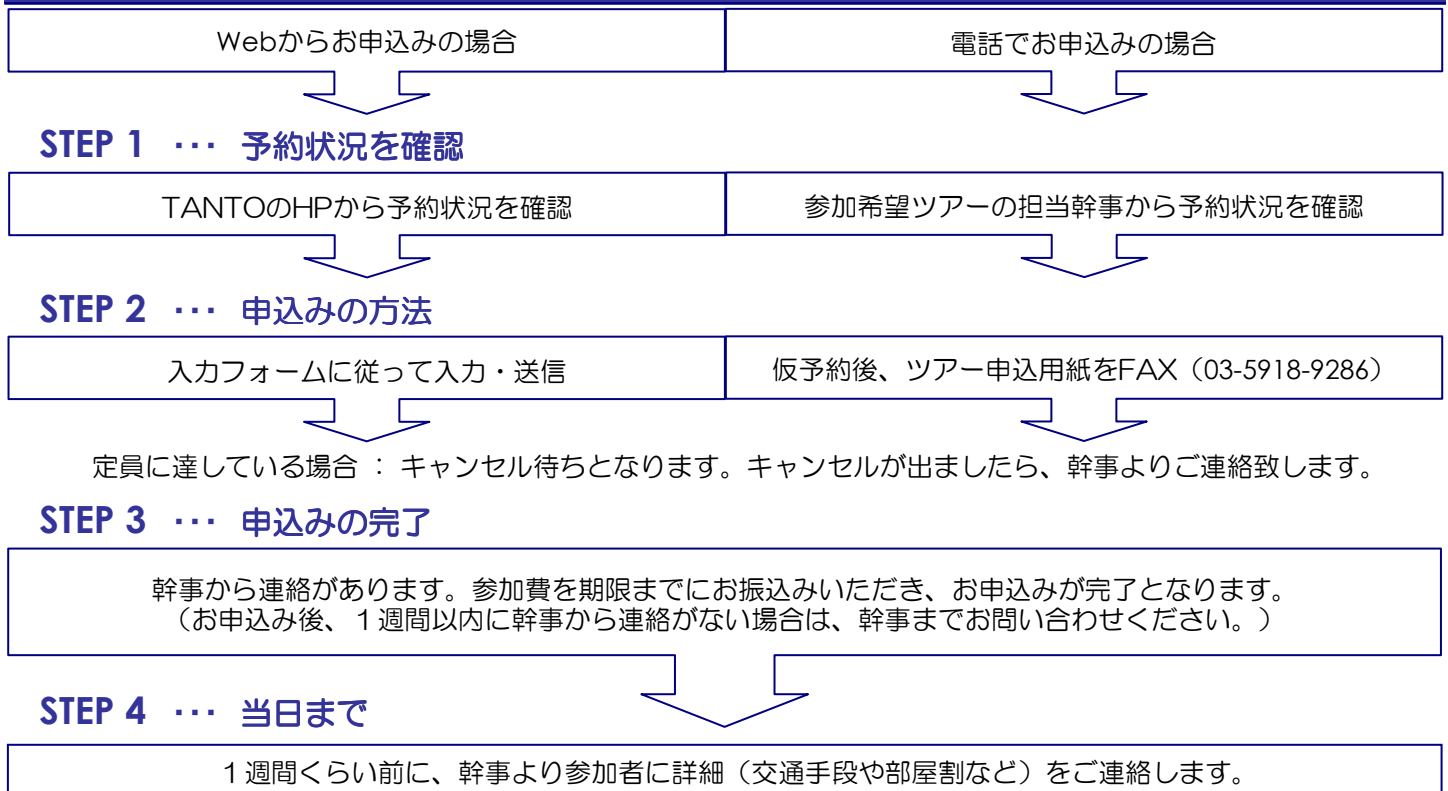 Webからお申込みの場合
電話でお申込みの場合
STEP 1 ･･･ 予約状況を確認
TANTOのHPから予約状況を確認
参加希望ツアーの担当幹事から予約状況を確認
STEP 2 ･･･ 申込みの方法
入力フォームに従って入力・送信
仮予約後、ツアー申込用紙をFAX（03-5918-9286）
定員に達している場合 ： キャンセル待ちとなります。キャンセルが出ましたら、幹事よりご連絡致します。
STEP 3 ･･･ 申込みの完了
幹事から連絡があります。参加費を期限までにお振込みいただき、お申込みが完了となります。
（お申込み後、１週間以内に幹事から連絡がない場合は、幹事までお問い合わせください。）
STEP 4 ･･･ 当日まで
１週間くらい前に、幹事より参加者に詳細（交通手段や部屋割など）をご連絡します。